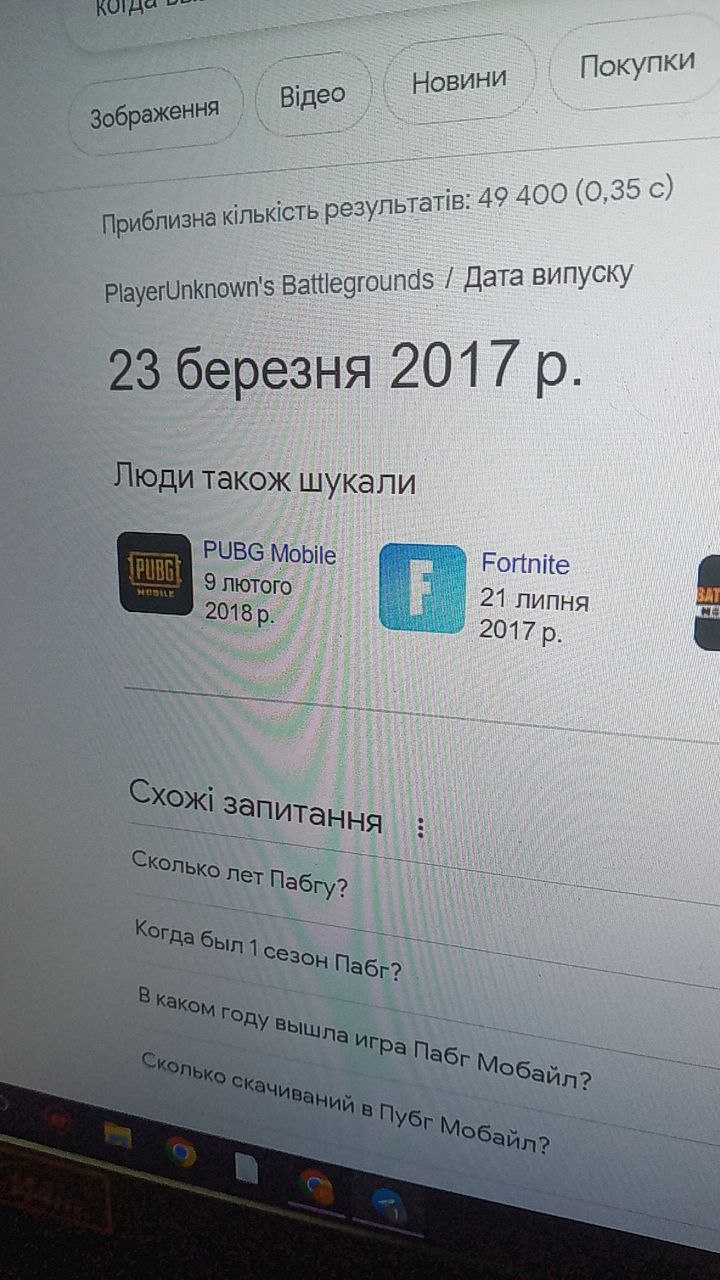 когда
Зображення
Відео
Новини
Покупки
Приблизна кількість результатів: 49 400 (0,35 с)
PlayerUnknown's Battlegrounds / Дата випуску
23 березня 2017 р.
Люди також шукали
PUBG
MOBILE
PUBG Mobile
9 лютого
2018 р.
F
Fortnite
21 липня
2017 р.
BAT
Схожі запитання
Сколько лет Пабгу?
Когда был 1 сезон Пабг?
В каком году вышла игра Пабг Мобайл?
Сколько скачиваний в Пубг Мобайл?